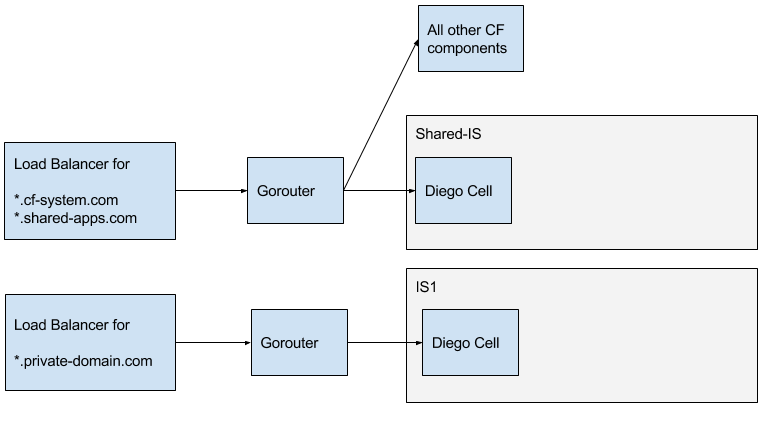 All other CF
components
Shared-IS
Load Balancer for
*.cf-system.com
*.shared-apps.com
Gorouter
Diego Cell
IS1
Load Balancer for
*.private-domain.com
Gorouter
Diego Cell